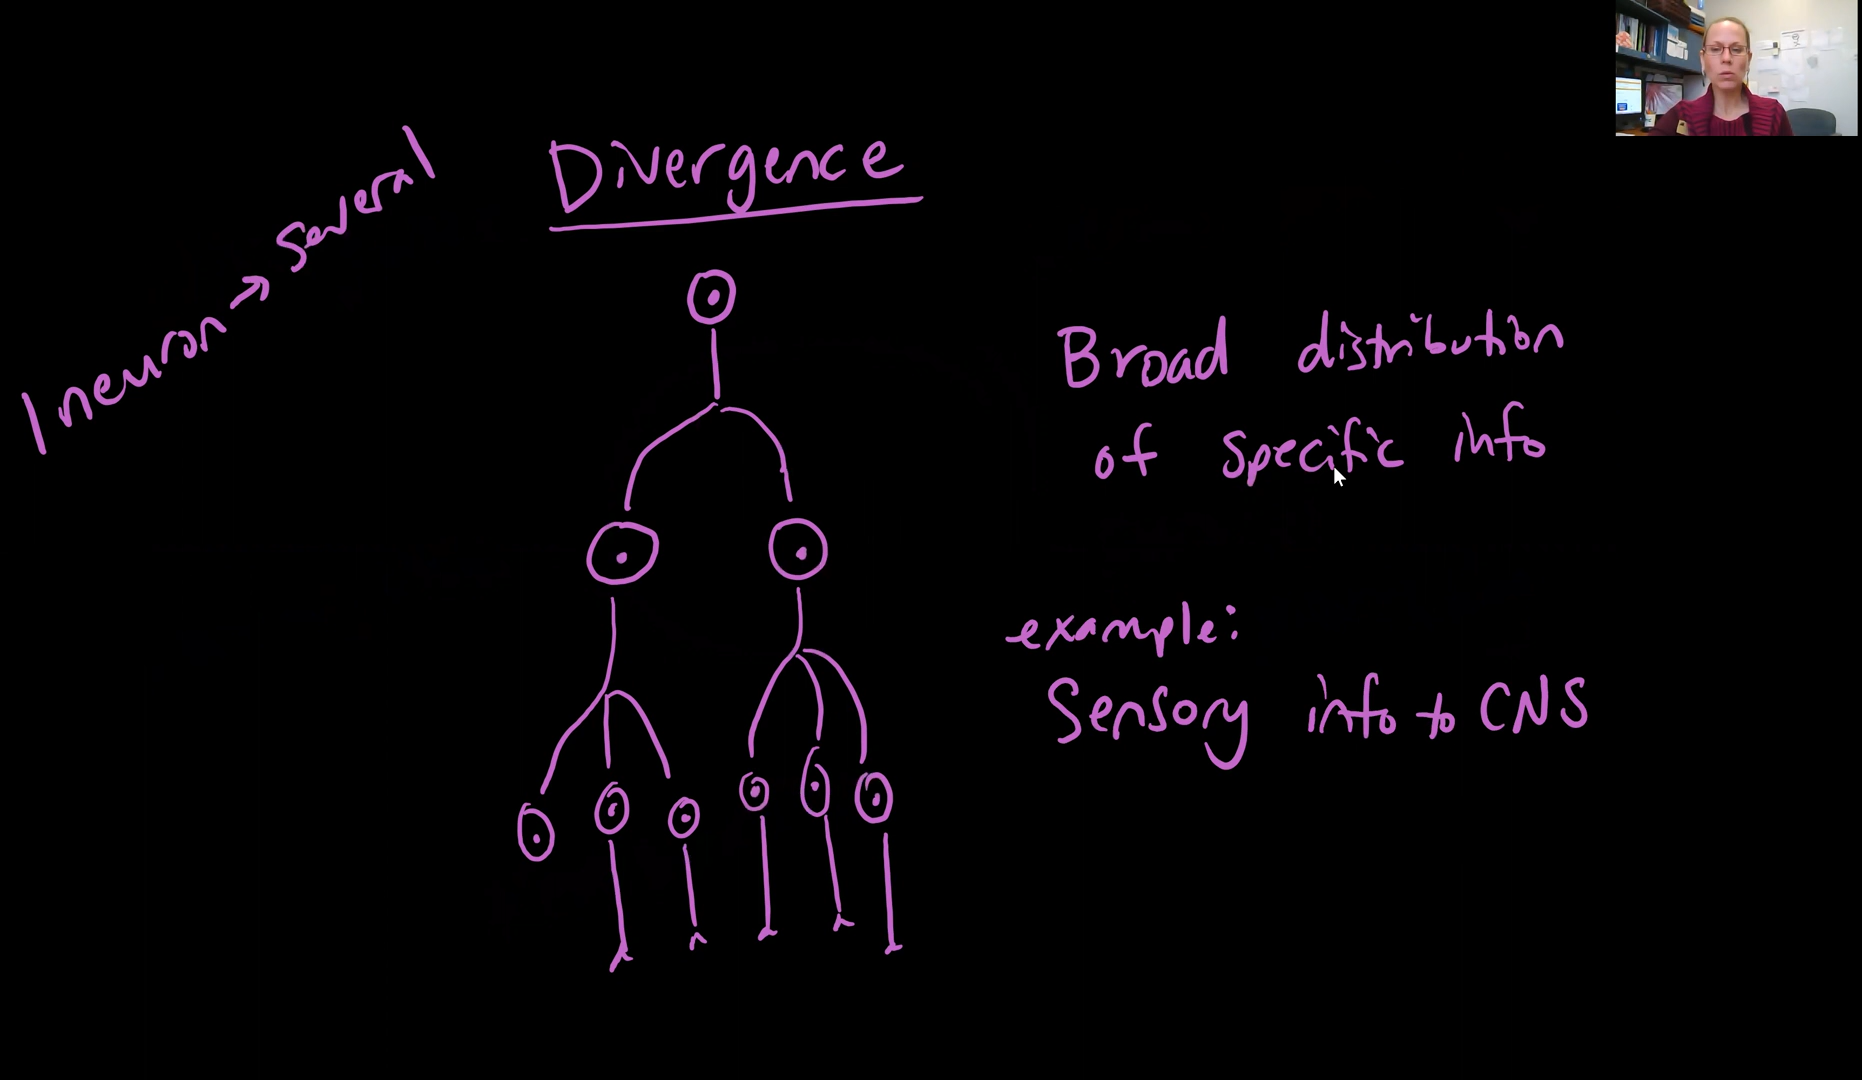 Divergence
1 neuron → several
Broad distribution
of specific info
example:
Sensory info to CNS